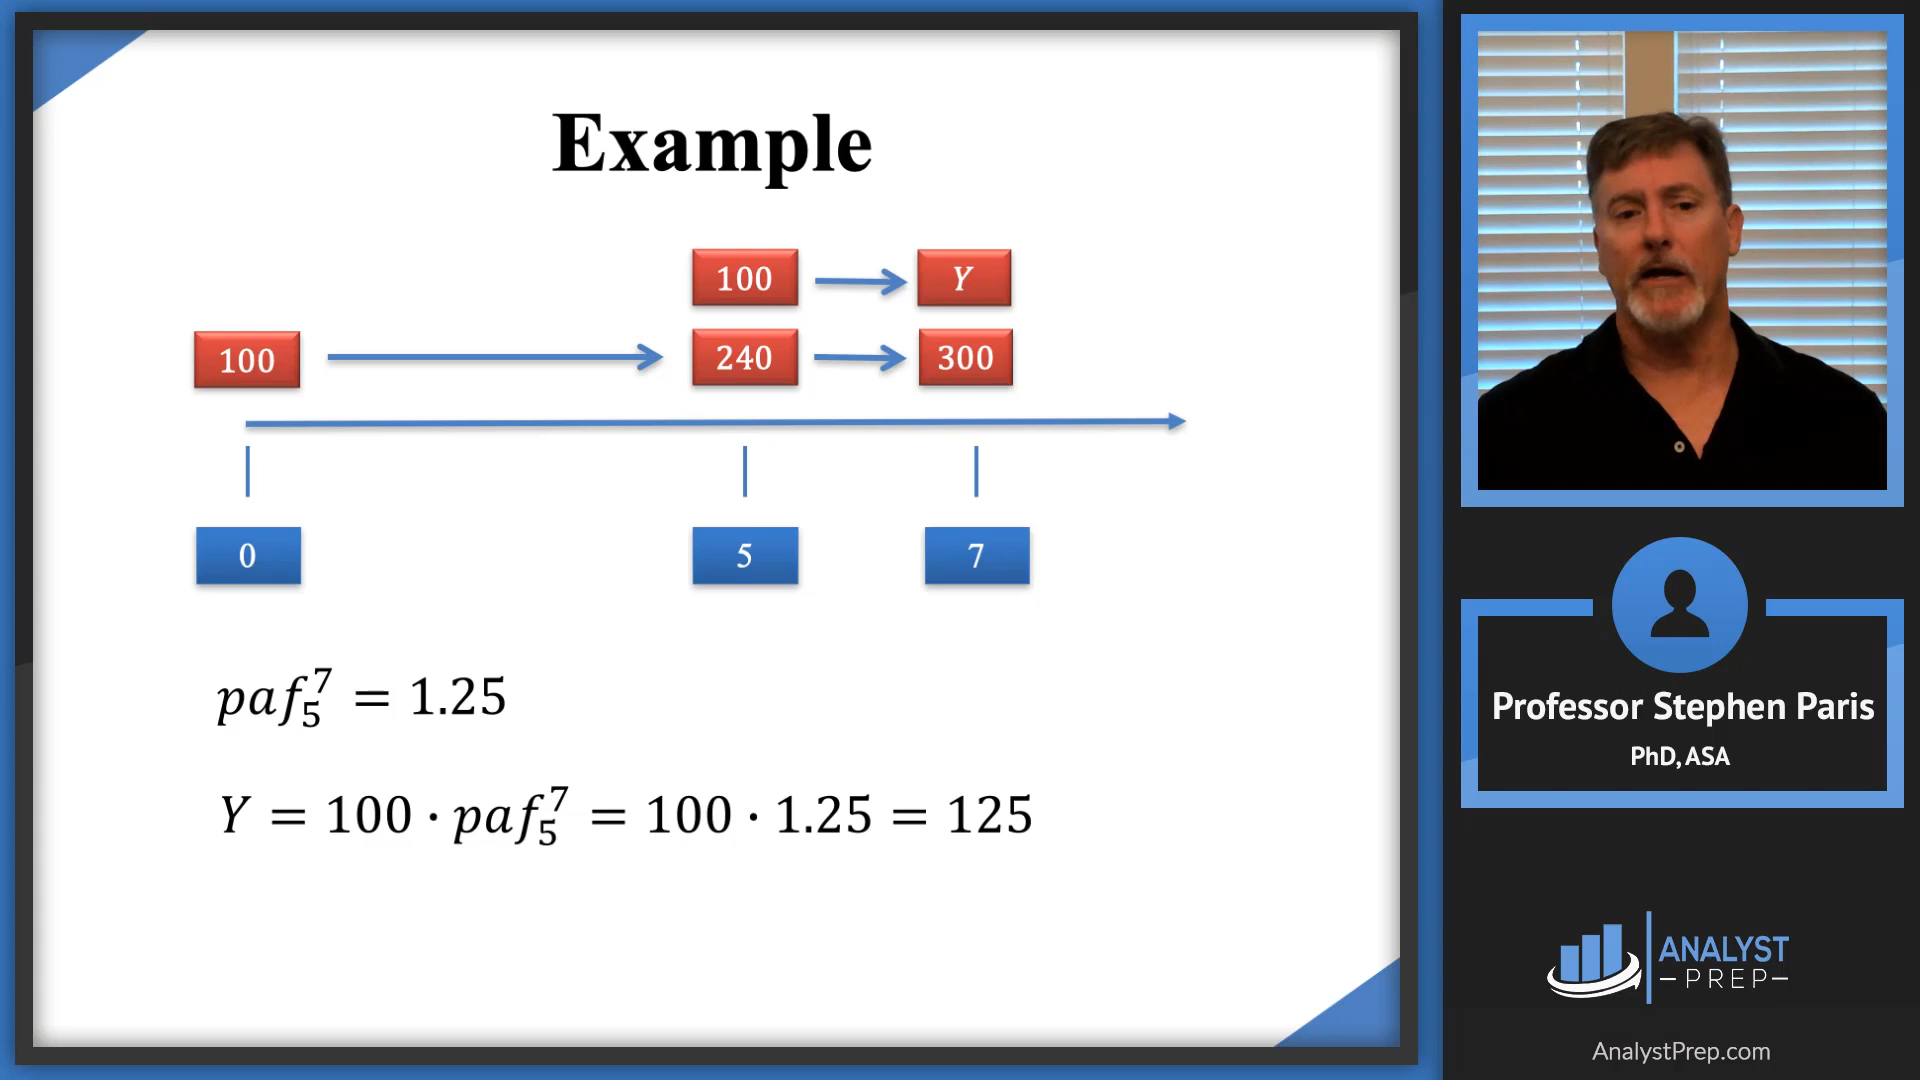 Example
100 Y
100 240 300
0 5 7
paf₅⁷ = 1.25
Y = 100 · paf₅⁷ = 100 · 1.25 = 125
Professor Stephen Paris
PhD, ASA
ANALYST
PREP
AnalystPrep.com